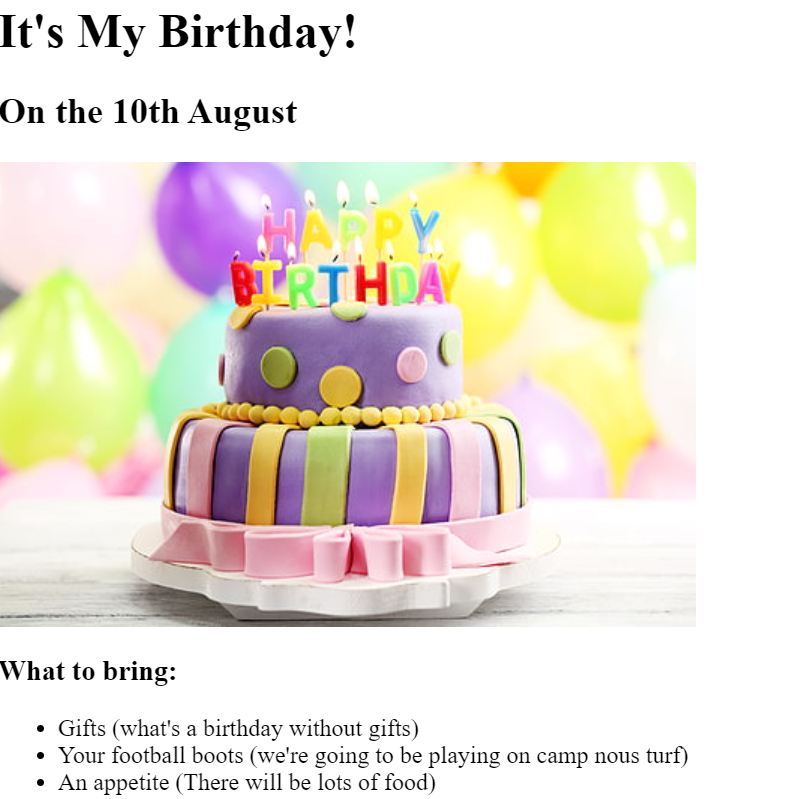 It's My Birthday!
On the 10th August
HAPPY
BIRTHDAY
What to bring:
Gifts (what's a birthday without gifts)
Your football boots (we're going to be playing on camp nous turf)
An appetite (There will be lots of food)